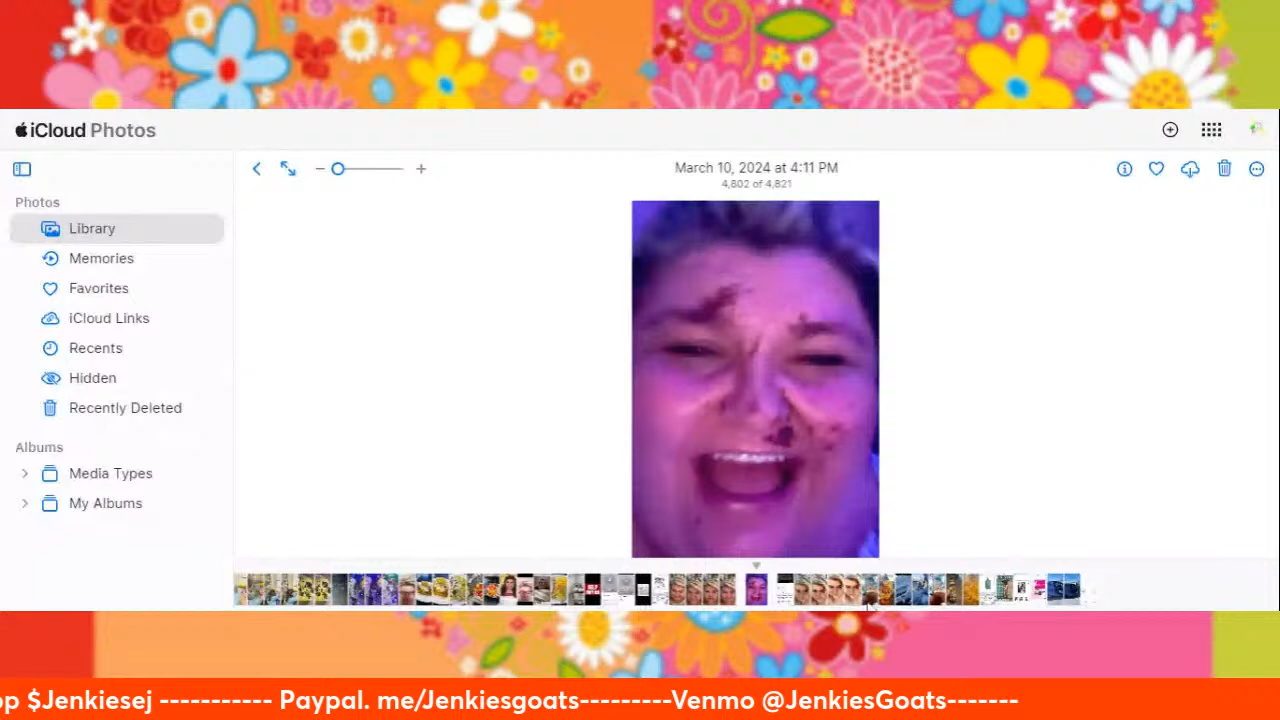 iCloud Photos
March 10, 2024 at 4:11 PM
4,802 of 4,821
Photos
Library
Memories
Favorites
iCloud Links
Recents
Hidden
Recently Deleted
Albums
Media Types
My Albums
op $Jenkiesej ----------- Paypal. me/Jenkiesgoats---------Venmo @JenkiesGoats-------